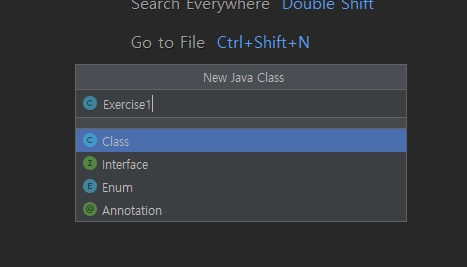 Search Everywhere Double Shift
Go to File Ctrl+Shift+N
New Java Class
C Exercise1
C Class
I Interface
E Enum
@ Annotation